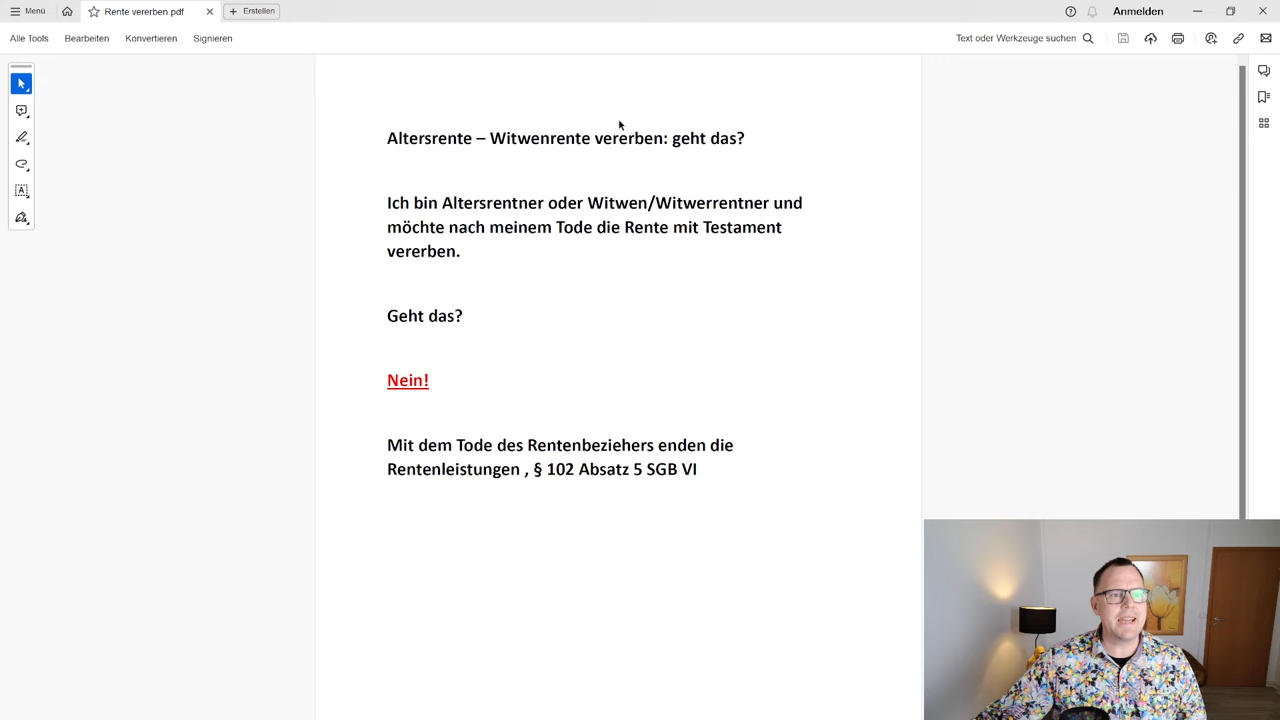 Menü
Rente vererben.pdf
Erstellen
Anmelden
Alle Tools
Bearbeiten
Konvertieren
Signieren
Text oder Werkzeuge suchen
Altersrente – Witwenrente vererben: geht das?
Ich bin Altersrentner oder Witwen/Witwerrentner und
möchte nach meinem Tode die Rente mit Testament
vererben.
Geht das?
Nein!
Mit dem Tode des Rentenbeziehers enden die
Rentenleistungen , § 102 Absatz 5 SGB VI